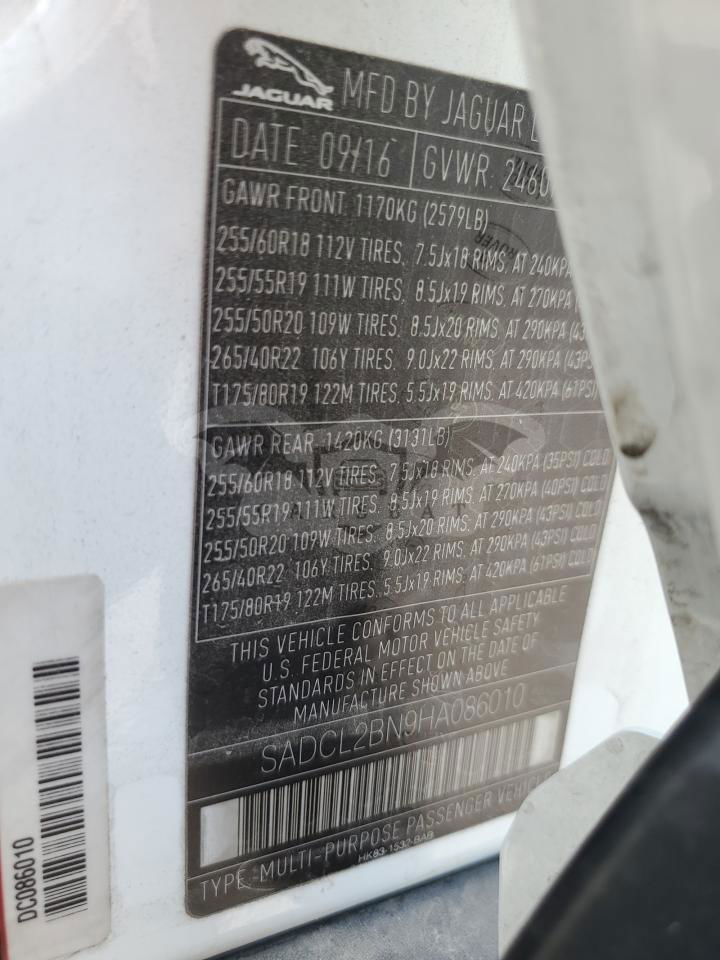 JAGUAR MFD BY JAGUAR
DATE 09/16 GVWR: 2460
GAWR FRONT 1170KG (2579LB)
255/60R18 112V TIRES, 7.5Jx18 RIMS, AT 240KPA
255/55R19 111W TIRES, 8.5Jx19 RIMS, AT 270KPA
255/50R20 109W TIRES, 8.5Jx20 RIMS, AT 290KPA (43
265/40R22 106Y TIRES, 9.0Jx22 RIMS, AT 290KPA (43PS
T175/80R19 122M TIRES, 5.5Jx19 RIMS, AT 420KPA (61PSI)
ROVER
GAWR REAR 1420KG (3131LB)
255/60R18 112V TIRES, 7.5Jx18 RIMS, AT 240KPA (35PSI) COLD
255/55R19 111W TIRES, 8.5Jx19 RIMS, AT 270KPA (40PSI) COLD
255/50R20 109W TIRES, 8.5Jx20 RIMS, AT 290KPA (43PSI) COLD
265/40R22 106Y TIRES, 9.0Jx22 RIMS, AT 290KPA (43PSI) COLD
T175/80R19 122M TIRES, 5.5Jx19 RIMS, AT 420KPA (61PSI) COLD
THIS VEHICLE CONFORMS TO ALL APPLICABLE
U.S. FEDERAL MOTOR VEHICLE SAFETY
STANDARDS IN EFFECT ON THE DATE OF
MANUFACTURE SHOWN ABOVE
SADCL2BN9HA086010
TYPE: MULTI-PURPOSE PASSENGER VEHICLE
HK83-1532-BAB
DC086010